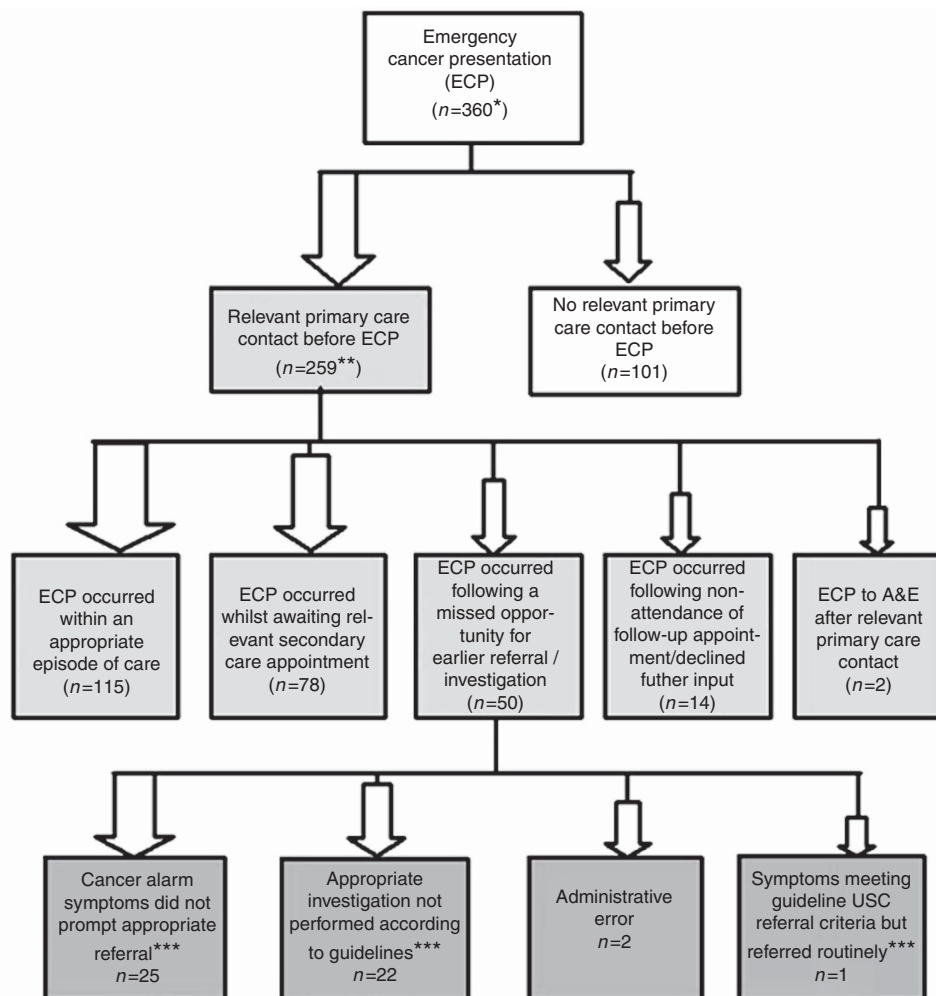 Emergency
cancer presentation
(ECP)
(n=360*)
Relevant primary care
contact before ECP
(n=259**)
No relevant primary
care contact before
ECP
(n=101)
ECP occurred
within an
appropriate
episode of care
(n=115)
ECP occurred
whilst awaiting rel-
evant secondary
care appointment
(n=78)
ECP occurred
following a
missed oppor-
tunity for
earlier referral /
investigation
(n=50)
ECP occurred
following non-
attendance of
follow-up appoint-
ment/declined
futher input
(n=14)
ECP to A&E
after relevant
primary care
contact
(n=2)
Cancer alarm
symptoms did not
prompt appropriate
referral***
n=25
Appropriate
investigation not
performed according
to guidelines***
n=22
Administrative
error
n=2
Symptoms meeting
guideline USC
referral criteria but
referred routinely***
n=1